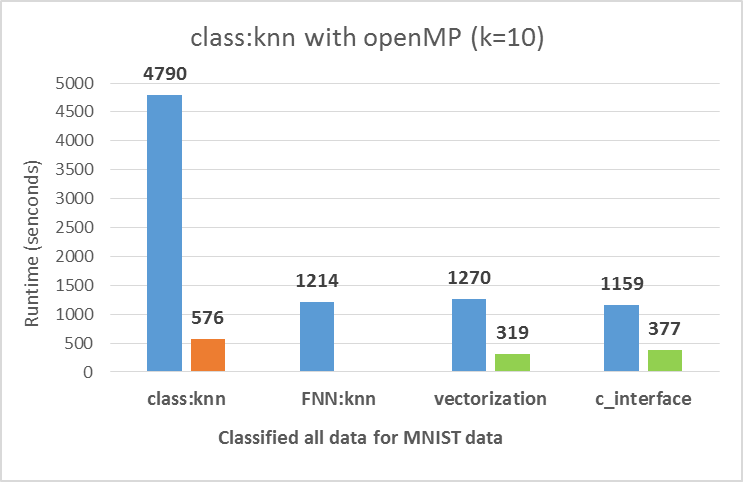 class:knn with openMP (k=10)
Runtime (senconds)
5000
4500
4000
3500
3000
2500
2000
1500
1000
500
0
4790
576
1214
1270
319
1159
377
class:knn
FNN:knn
vectorization
c_interface
Classified all data for MNIST data